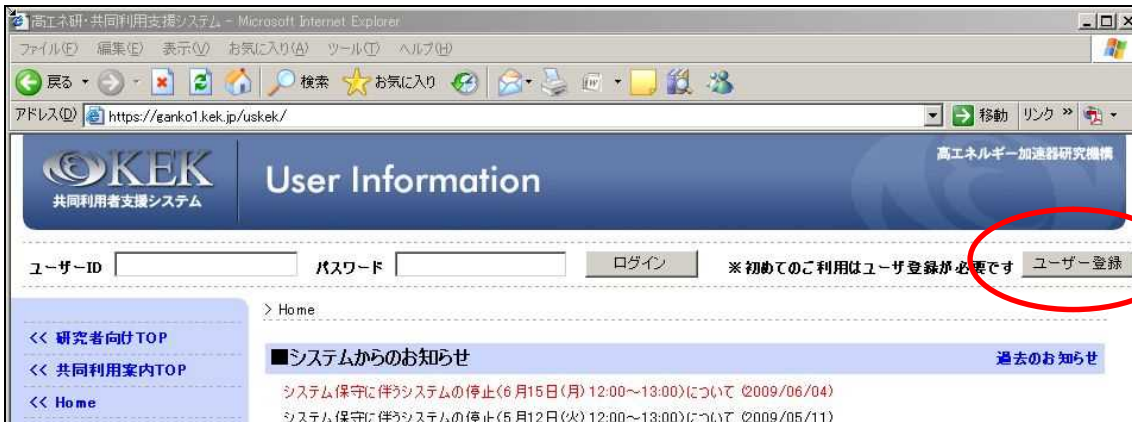 高エネ研・共同利用支援システム - Microsoft Internet Explorer
ファイル(F) 編集(E) 表示(V) お気に入り(A) ツール(T) ヘルプ(H)
戻る 検索 お気に入り
アドレス(D) https://ganko1.kek.jp/uskek/ 移動 リンク »
高エネルギー加速器研究機構
KEK User Information
共同利用者支援システム
ユーザーID パスワード ログイン ※初めてのご利用はユーザ登録が必要です ユーザー登録
> Home
<< 研究者向けTOP
■システムからのお知らせ 過去のお知らせ
<< 共同利用案内TOP
システム保守に伴うシステムの停止(6月15日(月)12:00～13:00)について (2009/06/04)
<< Home
システム保守に伴うシステムの停止(5月12日(火)12:00～13:00)について (2009/05/11)